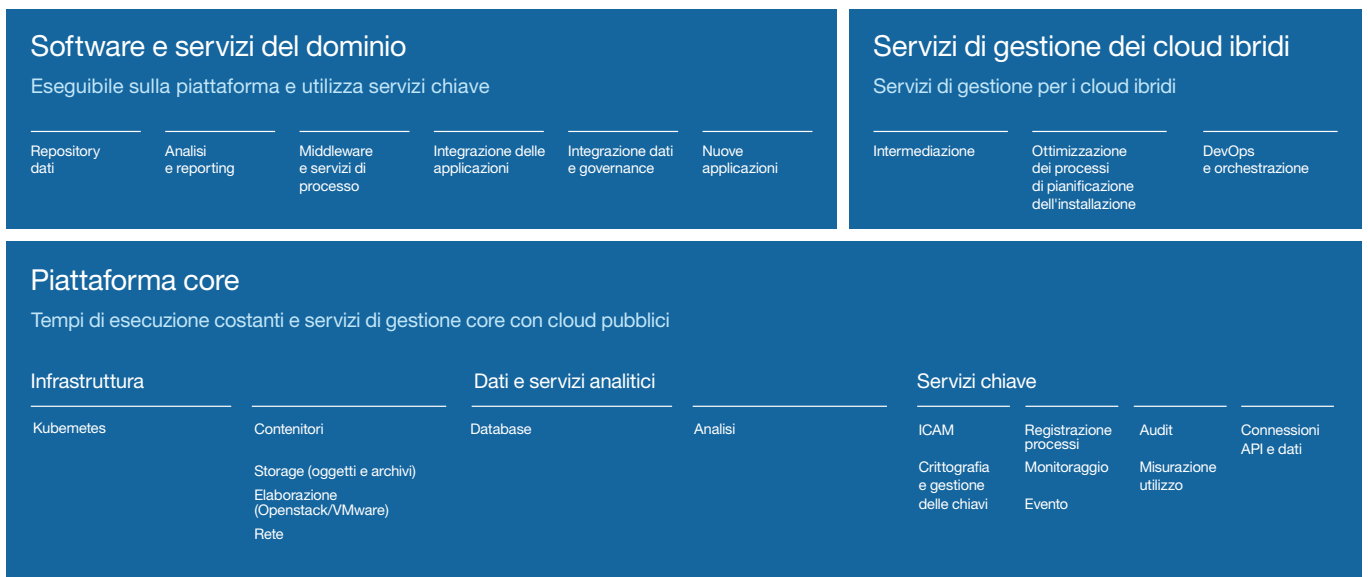 Software e servizi del dominio
Eseguibile sulla piattaforma e utilizza servizi chiave
Repository
dati
Analisi
e reporting
Middleware
e servizi di
processo
Integrazione delle
applicazioni
Integrazione dati
e governance
Nuove
applicazioni
Servizi di gestione dei cloud ibridi
Servizi di gestione per i cloud ibridi
Intermediazione
Ottimizzazione
dei processi
di pianificazione
dell'installazione
DevOps
e orchestrazione
Piattaforma core
Tempi di esecuzione costanti e servizi di gestione core con cloud pubblici
Infrastruttura
Kubernetes
Contenitori
Storage (oggetti e archivi)
Elaborazione
(Openstack/VMware)
Rete
Dati e servizi analitici
Database
Analisi
Servizi chiave
ICAM
Crittografia
e gestione
delle chiavi
Registrazione
processi
Monitoraggio
Evento
Audit
Misurazione
utilizzo
Connessioni
API e dati